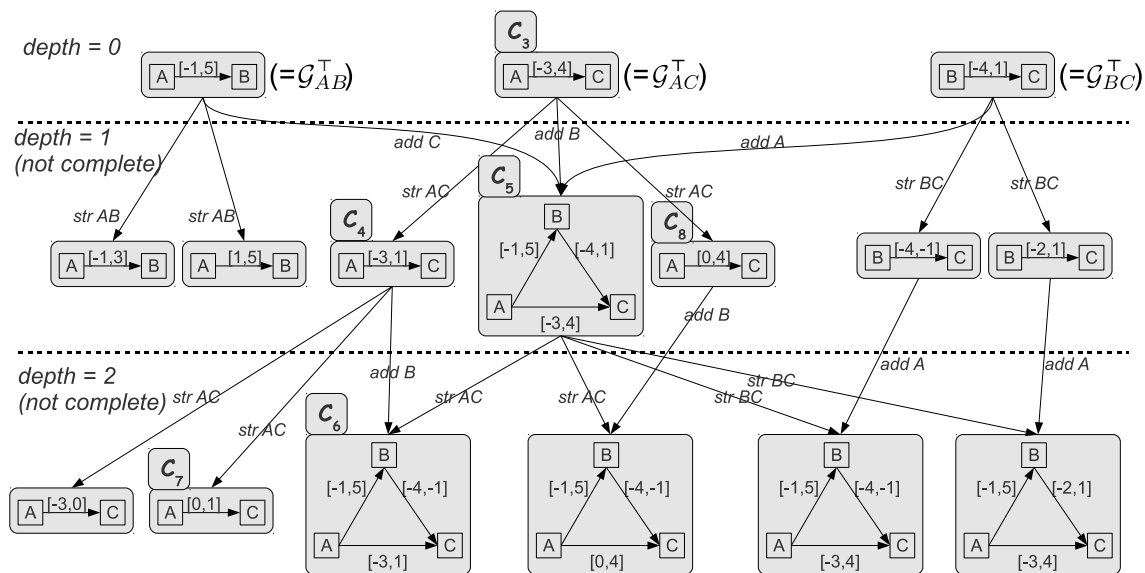 depth = 0
C3
A [-1,5] B (=G⊤AB)
A [-3,4] C (=G⊤AC)
B [-4,1] C (=G⊤BC)
depth = 1
(not complete)
add C
add B
add A
C5
str AB
str AB
C4
str AC
str AC
C8
str BC
str BC
A [-1,3] B
A [1,5] B
A [-3,1] C
B
[-1,5] [-4,1]
A C
[-3,4]
A [0,4] C
B [-4,-1] C
B [-2,1] C
add B
depth = 2
(not complete)
str AC
str AC
add B
str AC
str AC
str BC
str BC
add A
add A
C6
C7
A [-3,0] C
A [0,1] C
B
[-1,5] [-4,-1]
A C
[-3,1]
B
[-1,5] [-4,-1]
A C
[0,4]
B
[-1,5] [-4,-1]
A C
[-3,4]
B
[-1,5] [-2,1]
A C
[-3,4]